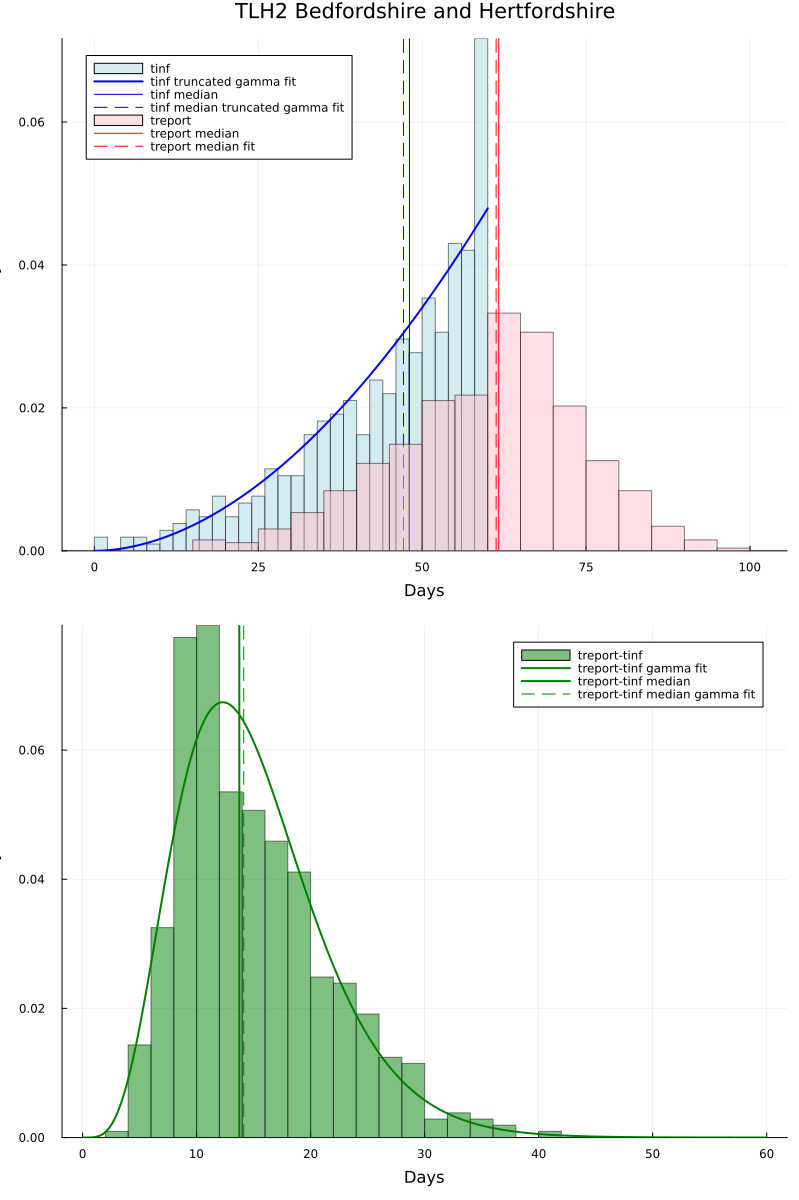 TLH2 Bedfordshire and Hertfordshire
tinf
tinf truncated gamma fit
tinf median
tinf median truncated gamma fit
treport
treport median
treport median fit
0.06
0.04
0.02
0.00
0 25 50 75 100
Days
treport-tinf
treport-tinf gamma fit
treport-tinf median
treport-tinf median gamma fit
0.06
0.04
0.02
0.00
0 10 20 30 40 50 60
Days